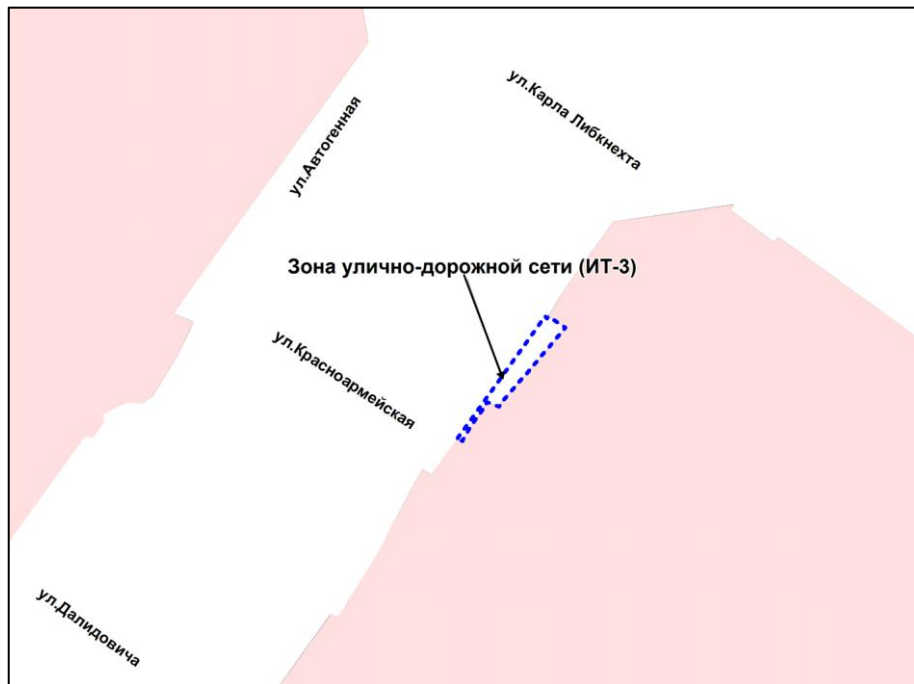 ул.Карла Либкнехта
ул.Автогенная
Зона улично-дорожной сети (ИТ-3)
ул.Красноармейская
ул.Далидовича